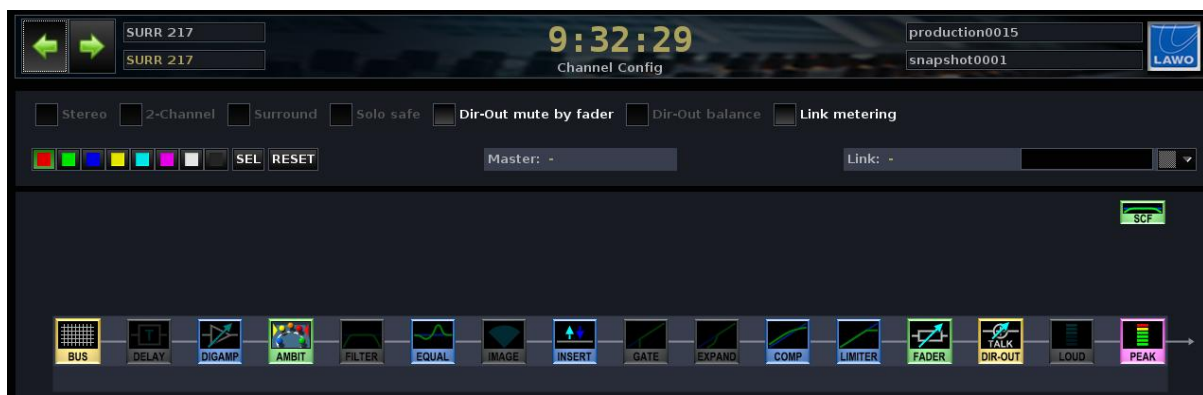 SURR 217
SURR 217
9:32:29
Channel Config
production0015
snapshot0001
LAWO
Stereo 2-Channel Surround Solo safe Dir-Out mute by fader Dir-Out balance Link metering
SEL RESET Master: - Link: -
SCF
T TALK
BUS DELAY DIGAMP AMBIT FILTER EQUAL IMAGE INSERT GATE EXPAND COMP LIMITER FADER DIR-OUT LOUD PEAK